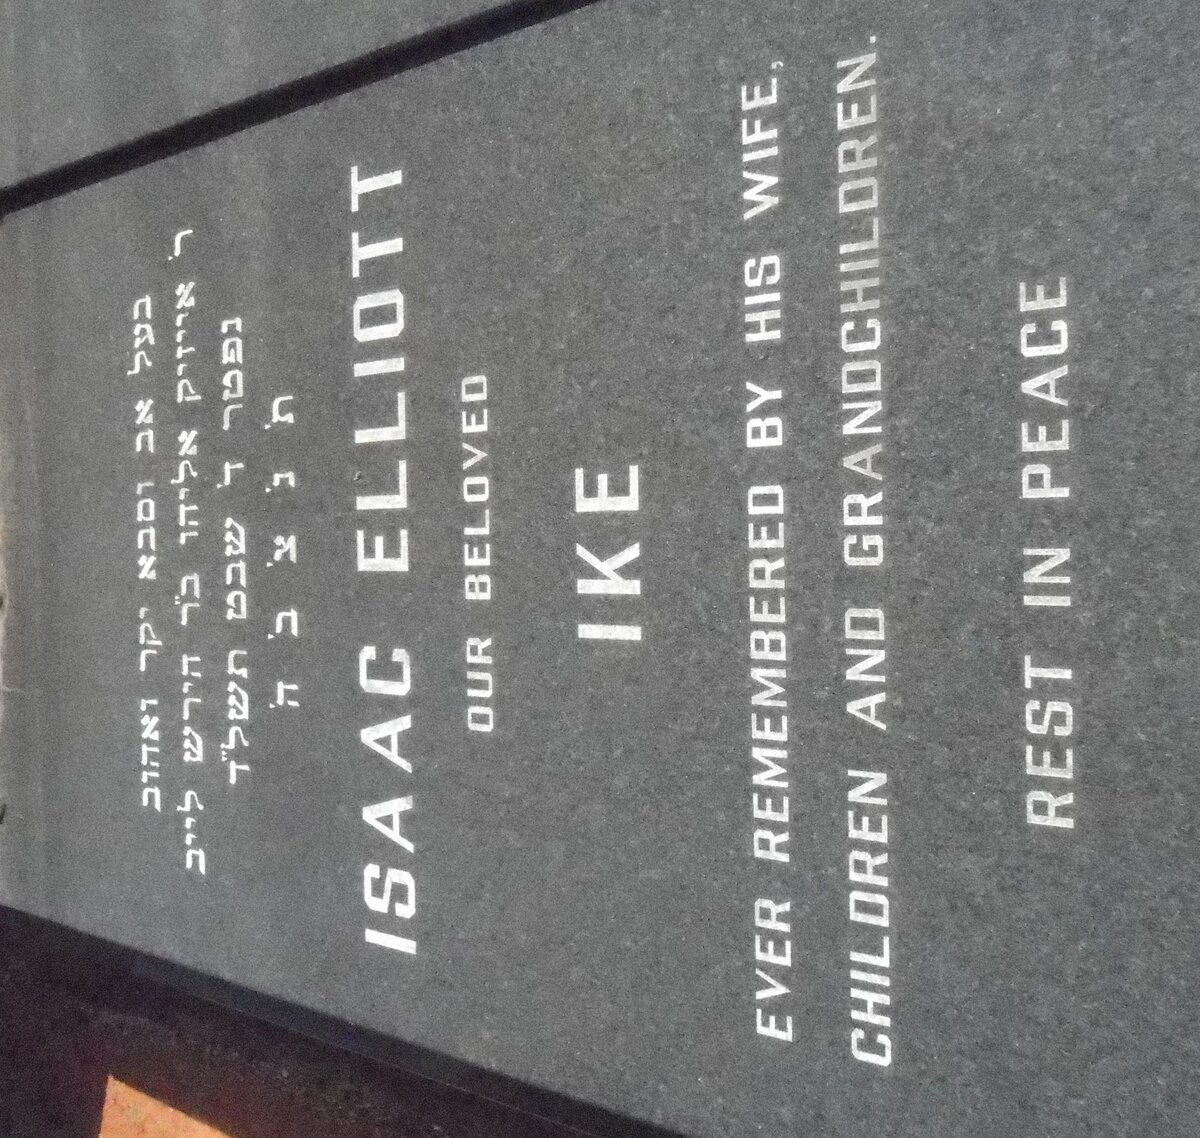 בעל אב וסבא יקר ואהוב
ר' אייזיק אליהו ב"ר הירש לייב
נפטר ד' שבט תשל"ד
ת' נ' צ' ב' ה'
ISAAC ELLIOTT
OUR BELOVED
IKE
EVER REMEMBERED BY HIS WIFE,
CHILDREN AND GRANDCHILDREN.
REST IN PEACE